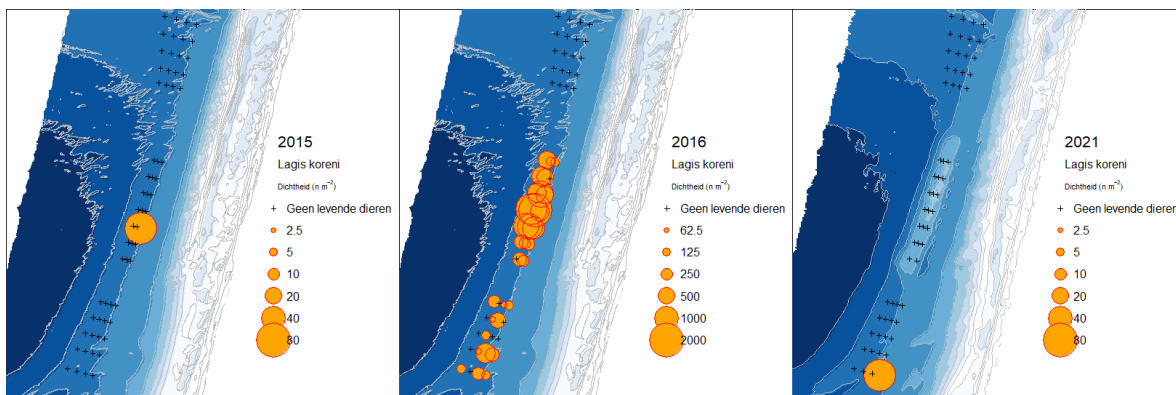 2015
Lagis koreni
Dichtheid (n m⁻²)
Geen levende dieren
2.5
5
10
20
40
80
2016
Lagis koreni
Dichtheid (n m⁻²)
Geen levende dieren
62.5
125
250
500
1000
2000
2021
Lagis koreni
Dichtheid (n m⁻²)
Geen levende dieren
2.5
5
10
20
40
80